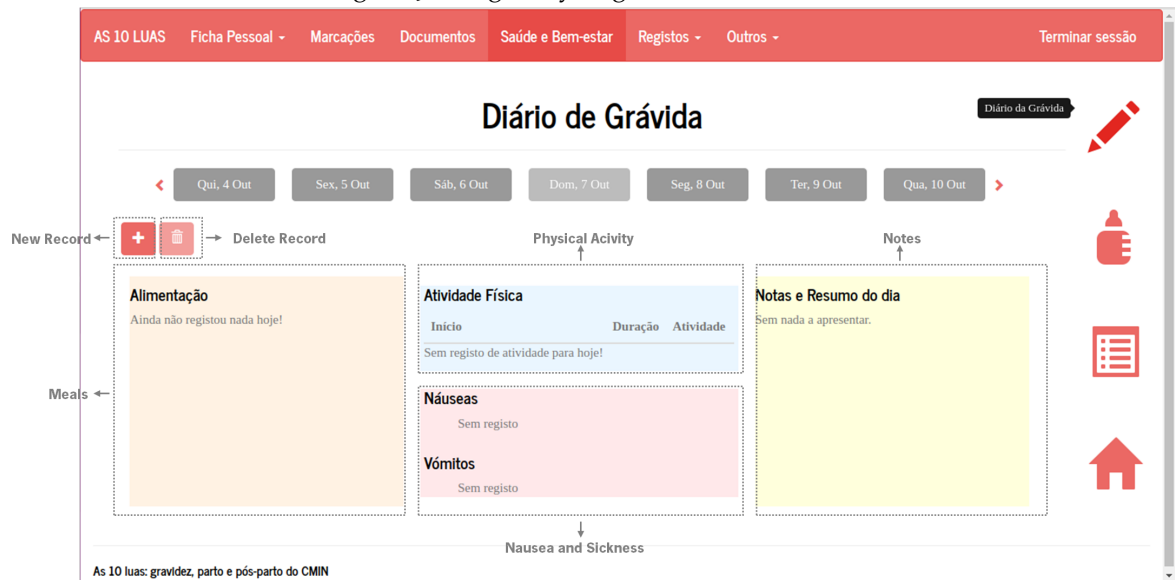 AS 10 LUAS Ficha Pessoal Marcações Documentos Saúde e Bem-estar Registos Outros Terminar sessão
Diário de Grávida
Diário da Grávida
Qui, 4 Out Sex, 5 Out Sáb, 6 Out Dom, 7 Out Seg, 8 Out Ter, 9 Out Qua, 10 Out
New Record Delete Record Physical Acivity Notes
Alimentação
Ainda não registou nada hoje!
Atividade Física
Início Duração Atividade
Sem registo de atividade para hoje!
Notas e Resumo do dia
Sem nada a apresentar.
Meals
Náuseas
Sem registo
Vómitos
Sem registo
Nausea and Sickness
As 10 luas: gravidez, parto e pós-parto do CMIN